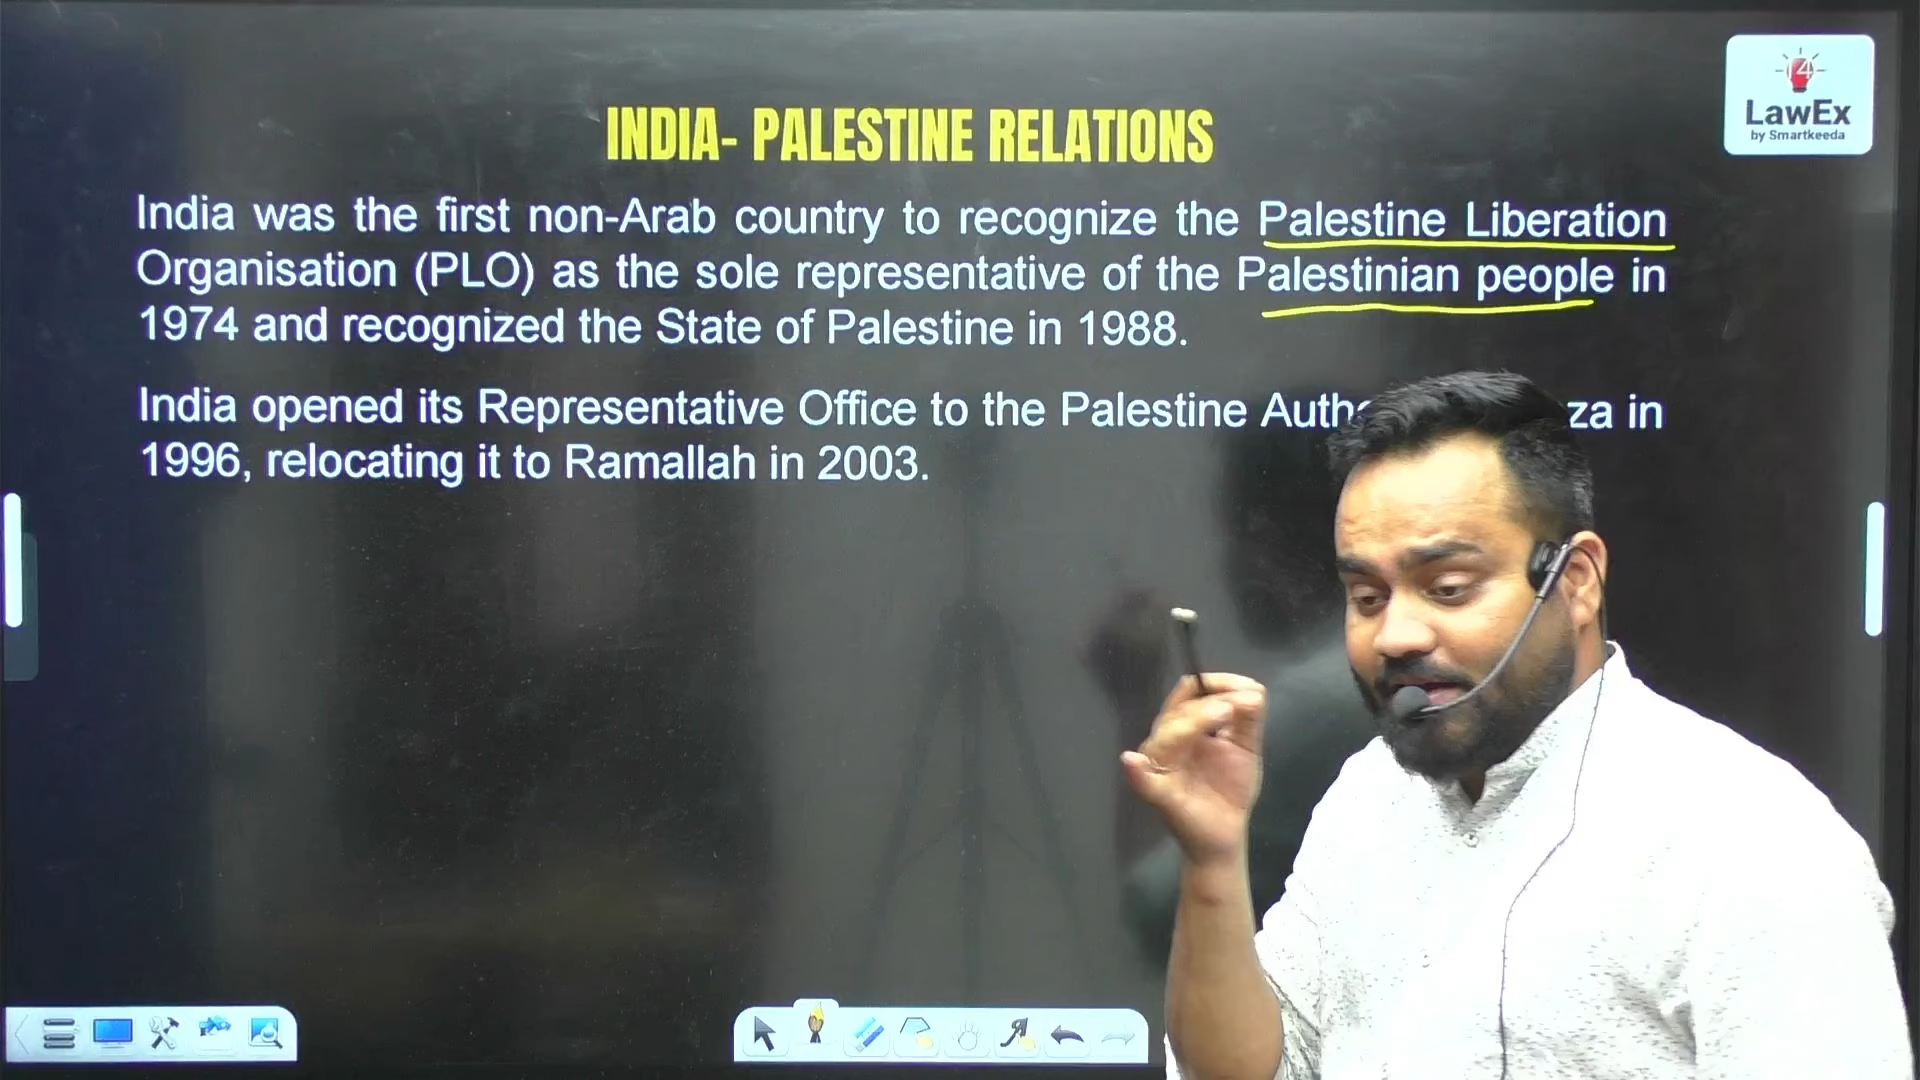 INDIA- PALESTINE RELATIONS
LawEx
by Smartkeeda
India was the first non-Arab country to recognize the Palestine Liberation
Organisation (PLO) as the sole representative of the Palestinian people in
1974 and recognized the State of Palestine in 1988.
India opened its Representative Office to the Palestine za in
1996, relocating it to Ramallah in 2003.